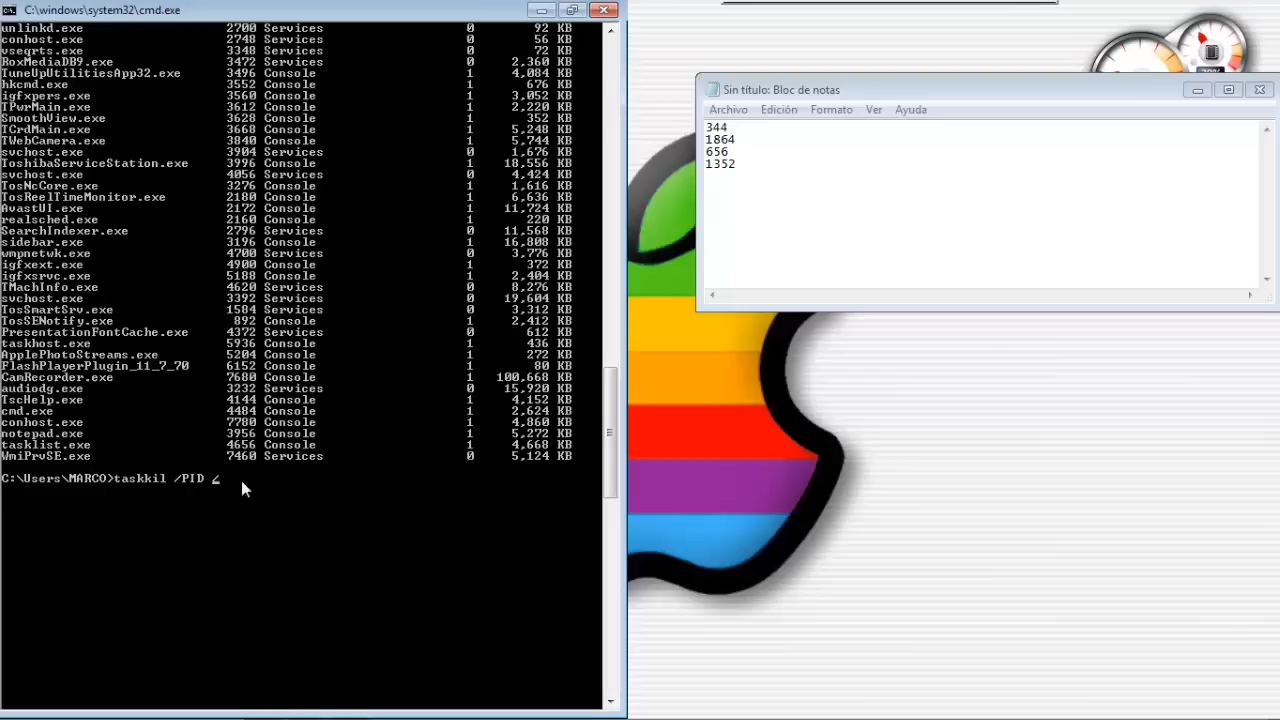 C:\windows\system32\cmd.exe
unlinkd.exe 2700 Services 0 92 KB
conhost.exe 2748 Services 0 56 KB
vseqrts.exe 3348 Services 0 72 KB
RoxMediaDB9.exe 3472 Services 0 2,360 KB
TuneUpUtilitiesApp32.exe 3496 Console 1 4,084 KB
hkcmd.exe 3552 Console 1 676 KB
igfxpers.exe 3560 Console 1 3,052 KB
TPwrMain.exe 3612 Console 1 2,220 KB
SmoothView.exe 3628 Console 1 352 KB
TCrdMain.exe 3668 Console 1 5,248 KB
TWebCamera.exe 3840 Console 1 5,744 KB
svchost.exe 3904 Services 0 1,676 KB
ToshibaServiceStation.exe 3996 Console 1 18,556 KB
svchost.exe 4056 Services 0 4,424 KB
TosNcCore.exe 3276 Console 1 1,616 KB
TosReelTimeMonitor.exe 2180 Console 1 6,636 KB
AvastUI.exe 2172 Console 1 11,724 KB
realsched.exe 2160 Console 1 220 KB
SearchIndexer.exe 2796 Services 0 11,568 KB
sidebar.exe 3196 Console 1 16,808 KB
wmpnetwk.exe 4700 Services 0 3,776 KB
igfxext.exe 4900 Console 1 372 KB
igfxsrvc.exe 5188 Console 1 2,404 KB
TMachInfo.exe 4620 Services 0 8,276 KB
svchost.exe 3392 Services 0 19,604 KB
TosSmartSrv.exe 1584 Services 0 3,312 KB
TosSENotify.exe 892 Console 1 2,412 KB
PresentationFontCache.exe 4372 Services 0 612 KB
taskhost.exe 5936 Console 1 436 KB
ApplePhotoStreams.exe 5204 Console 1 272 KB
FlashPlayerPlugin_11_7_70 6152 Console 1 80 KB
CamRecorder.exe 7680 Console 1 100,668 KB
audiodg.exe 3232 Services 0 15,920 KB
TscHelp.exe 4144 Console 1 4,152 KB
cmd.exe 4484 Console 1 2,624 KB
conhost.exe 7780 Console 1 4,860 KB
notepad.exe 3956 Console 1 5,272 KB
tasklist.exe 4656 Console 1 4,668 KB
WmiPrvSE.exe 7460 Services 0 5,124 KB
C:\Users\MARCO>taskkil /PID
Sin título: Bloc de notas
Archivo Edición Formato Ver Ayuda
344
1864
656
1352